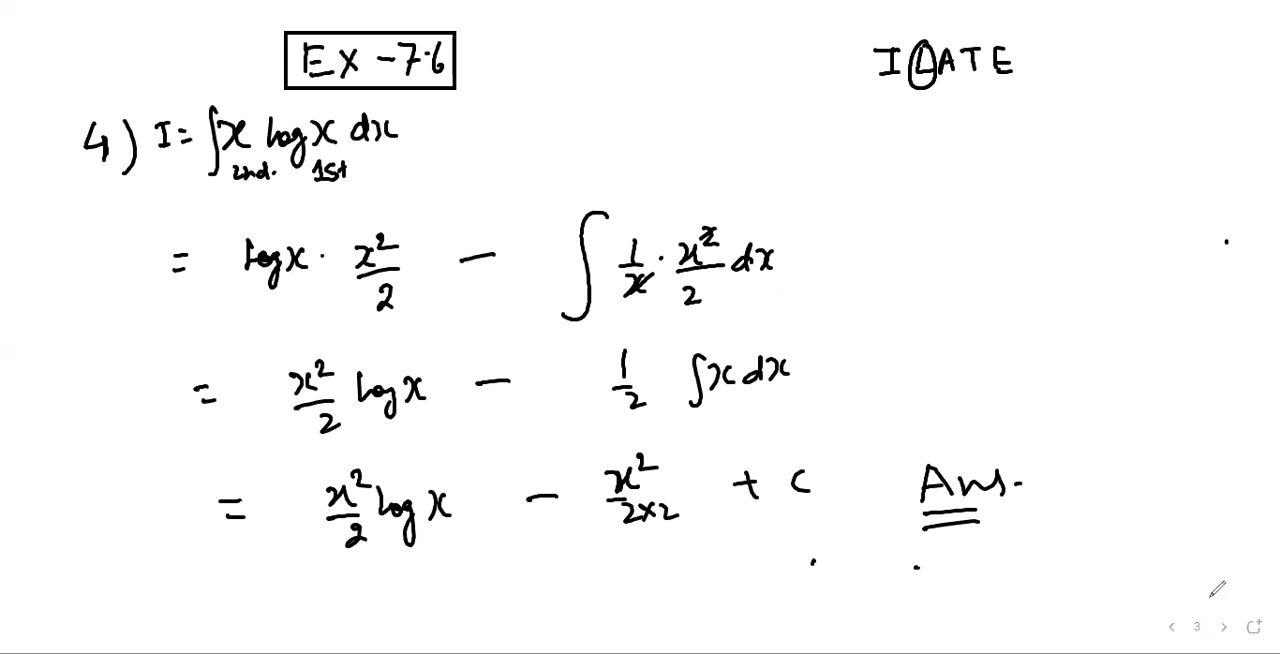 EX - 7.6
ILATE
4) I = ∫ x log x dx
2nd. 1st
= log x · x²/2 − ∫ 1/x · x²/2 dx
= x²/2 log x − 1/2 ∫ x dx
= x²/2 log x − x²/2×2 + c Ans.
3